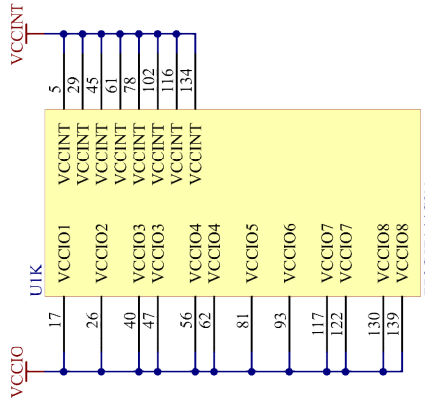 VCCINT
5
29
45
61
78
102
116
134
VCCINT
VCCINT
VCCINT
VCCINT
VCCINT
VCCINT
VCCINT
VCCINT
VCCIO1
VCCIO2
VCCIO3
VCCIO3
VCCIO4
VCCIO4
VCCIO5
VCCIO6
VCCIO7
VCCIO7
VCCIO8
VCCIO8
U1K
17
26
40
47
56
62
81
93
117
122
130
139
VCCIO